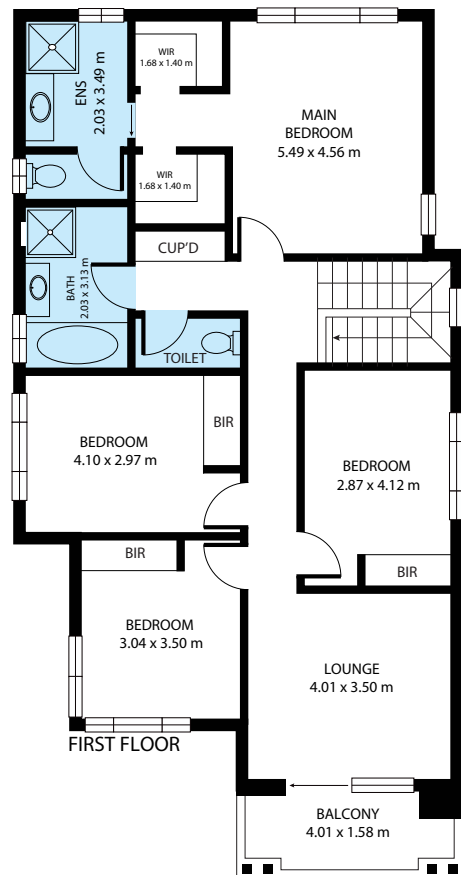 WIR
1.68 x 1.40 m
ENS
2.03 x 3.49 m
MAIN
BEDROOM
5.49 x 4.56 m
WIR
1.68 x 1.40 m
CUP'D
BATH
2.03 x 3.13 m
TOILET
BIR
BEDROOM
4.10 x 2.97 m
BEDROOM
2.87 x 4.12 m
BIR
BIR
BEDROOM
3.04 x 3.50 m
LOUNGE
4.01 x 3.50 m
FIRST FLOOR
BALCONY
4.01 x 1.58 m